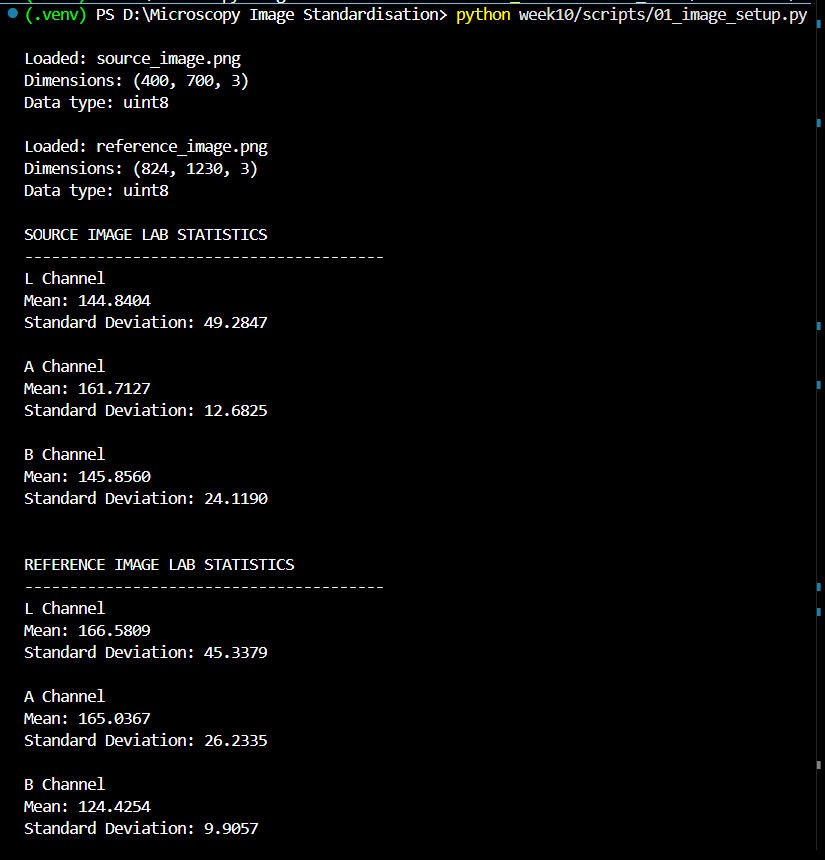 (.venv) PS D:\Microscopy Image Standardisation> python week10/scripts/01_image_setup.py
Loaded: source_image.png
Dimensions: (400, 700, 3)
Data type: uint8
Loaded: reference_image.png
Dimensions: (824, 1230, 3)
Data type: uint8
SOURCE IMAGE LAB STATISTICS
----------------------------------------
L Channel
Mean: 144.8404
Standard Deviation: 49.2847
A Channel
Mean: 161.7127
Standard Deviation: 12.6825
B Channel
Mean: 145.8560
Standard Deviation: 24.1190
REFERENCE IMAGE LAB STATISTICS
----------------------------------------
L Channel
Mean: 166.5809
Standard Deviation: 45.3379
A Channel
Mean: 165.0367
Standard Deviation: 26.2335
B Channel
Mean: 124.4254
Standard Deviation: 9.9057